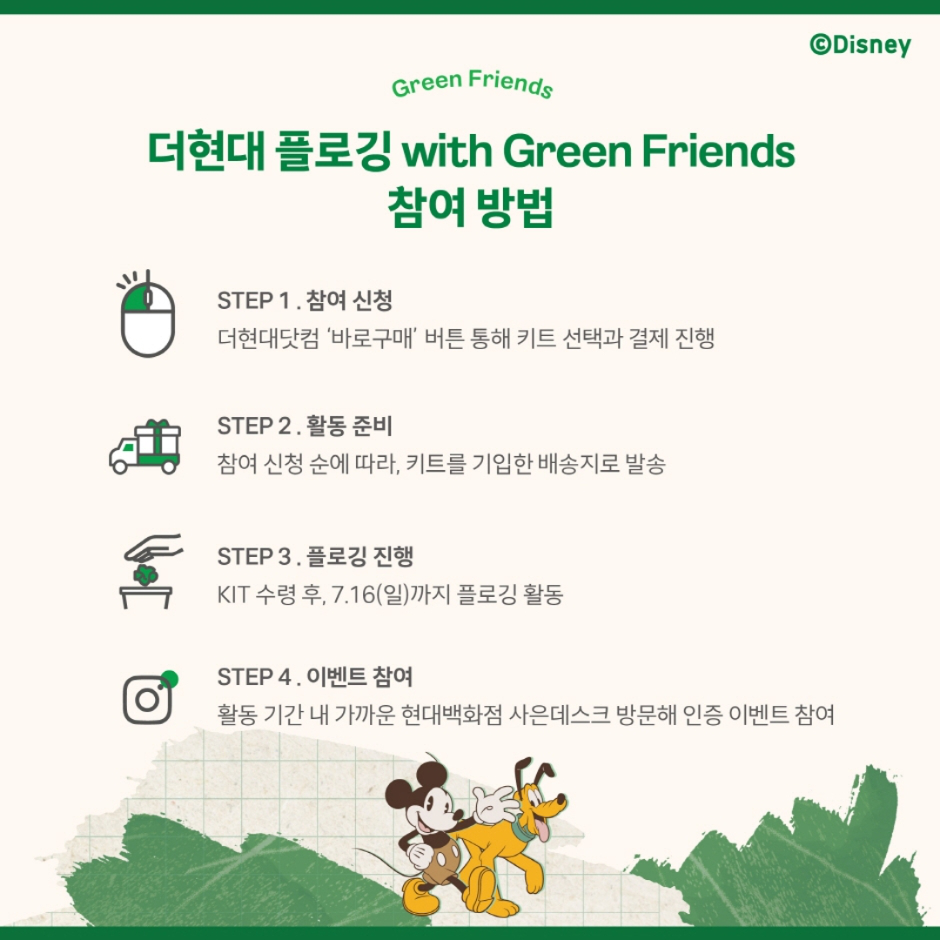 ©Disney
Green Friends
더현대 플로깅 with Green Friends
참여 방법
STEP 1 . 참여 신청
더현대닷컴 ‘바로구매’ 버튼 통해 키트 선택과 결제 진행
STEP 2 . 활동 준비
참여 신청 순에 따라, 키트를 기입한 배송지로 발송
STEP 3 . 플로깅 진행
KIT 수령 후, 7.16(일)까지 플로깅 활동
STEP 4 . 이벤트 참여
활동 기간 내 가까운 현대백화점 사은데스크 방문해 인증 이벤트 참여